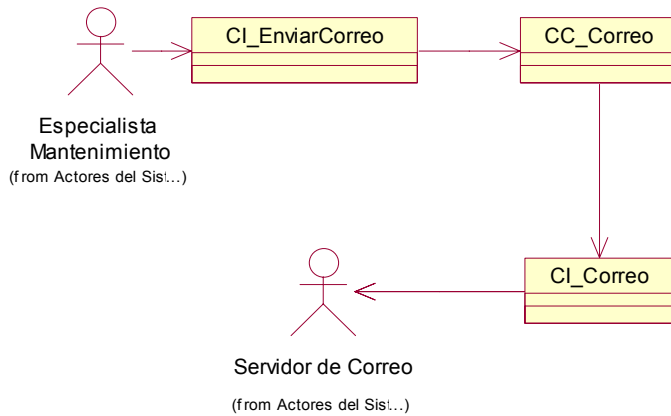 CI_EnviarCorreo
CC_Correo
Especialista
Mantenimiento
(from Actores del Sist...)
CI_Correo
Servidor de Correo
(from Actores del Sist...)